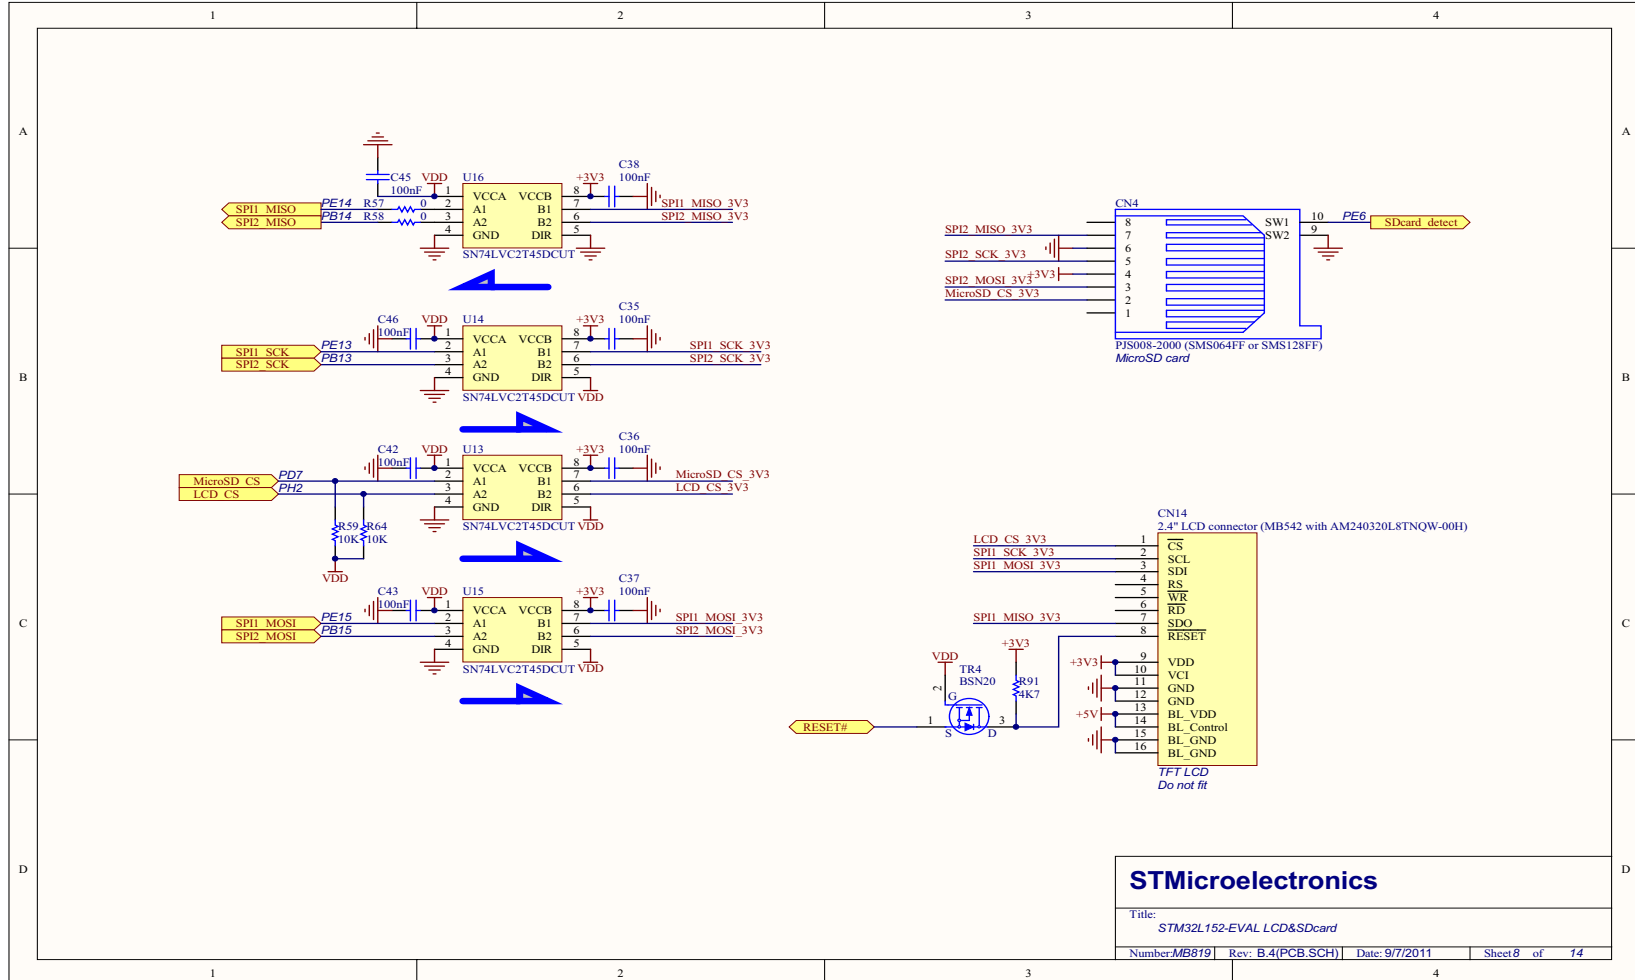 1 2 3 4
A A
B B
C C
D D
C45
100nF
VDD
U16
+3V3
C38
100nF
SPI1_MISO PE14 R57 0
SPI2_MISO PB14 R58 0
1 VCCA VCCB 8
2 A1 B1 7 SPI1_MISO_3V3
3 A2 B2 6 SPI2_MISO_3V3
4 GND DIR 5
SN74LVC2T45DCUT
C46
100nF
VDD
U14
+3V3
C35
100nF
1 VCCA VCCB 8
SPI1_SCK PE13 2 A1 B1 7 SPI1_SCK_3V3
SPI2_SCK PB13 3 A2 B2 6 SPI2_SCK_3V3
4 GND DIR 5
SN74LVC2T45DCUT VDD
C42
100nF
VDD
U13
+3V3
C36
100nF
1 VCCA VCCB 8
MicroSD_CS PD7 2 A1 B1 7 MicroSD_CS_3V3
LCD_CS PH2 3 A2 B2 6 LCD_CS_3V3
4 GND DIR 5
SN74LVC2T45DCUT VDD
R59 R64
10K 10K
VDD
C43
100nF
VDD
U15
+3V3
C37
100nF
1 VCCA VCCB 8
SPI1_MOSI PE15 2 A1 B1 7 SPI1_MOSI_3V3
SPI2_MOSI PB15 3 A2 B2 6 SPI2_MOSI_3V3
4 GND DIR 5
SN74LVC2T45DCUT VDD
CN4
8
SPI2_MISO_3V3 7
6
SPI2_SCK_3V3 5
+3V3 4
SPI2_MOSI_3V3 3
MicroSD_CS_3V3 2
1
SW1 10 PE6 SDcard_detect
SW2 9
PJS008-2000 (SMS064FF or SMS128FF)
MicroSD card
CN14
2.4" LCD connector (MB542 with AM240320L8TNQW-00H)
LCD_CS_3V3 1 CS
SPI1_SCK_3V3 2 SCL
SPI1_MOSI_3V3 3 SDI
4 RS
5 WR
6 RD
SPI1_MISO_3V3 7 SDO
8 RESET
+3V3 9 VDD
10 VCI
11 GND
12 GND
+5V 13 BL_VDD
14 BL_Control
15 BL_GND
16 BL_GND
TFT LCD
Do not fit
VDD
TR4
BSN20
+3V3
R91
4K7
2
G
RESET# 1 3
S D
STMicroelectronics
Title:
STM32L152-EVAL LCD&SDcard
Number:MB819 Rev: B.4(PCB.SCH) Date: 9/7/2011 Sheet 8 of 14
1 2 3 4